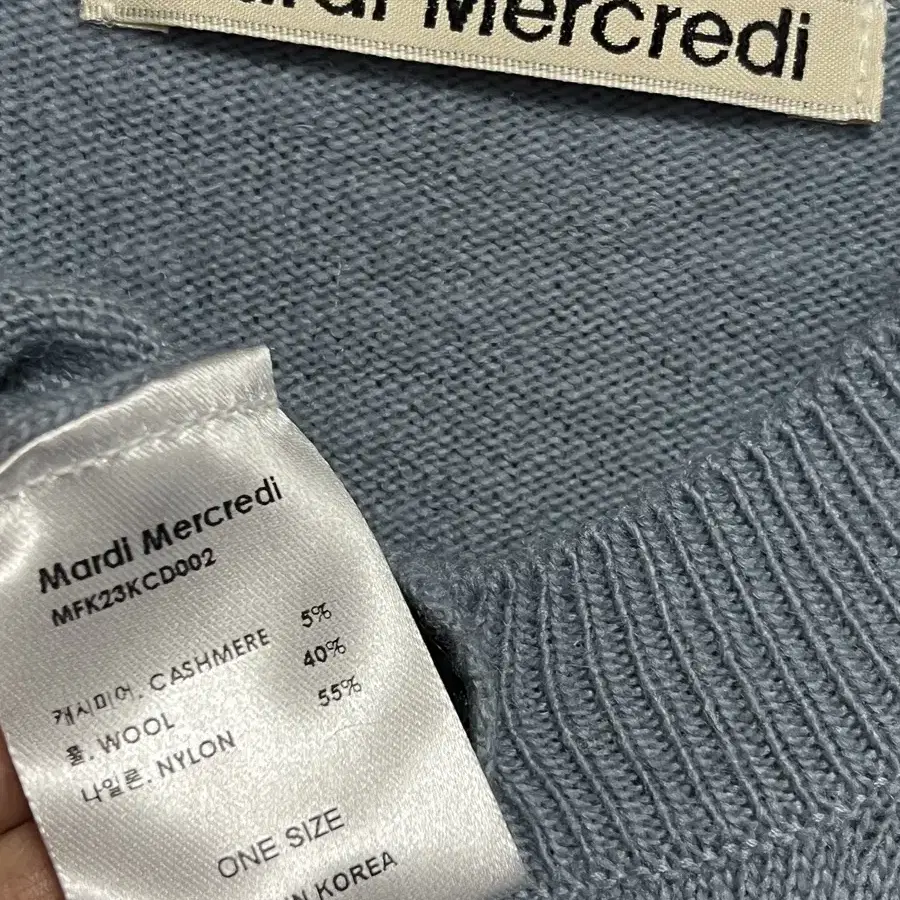 Mercredi
Mardi Mercredi
MFK23KCD002
캐시미어. CASHMERE 5%
울. WOOL 40%
나일론. NYLON 55%
ONE SIZE
KOREA